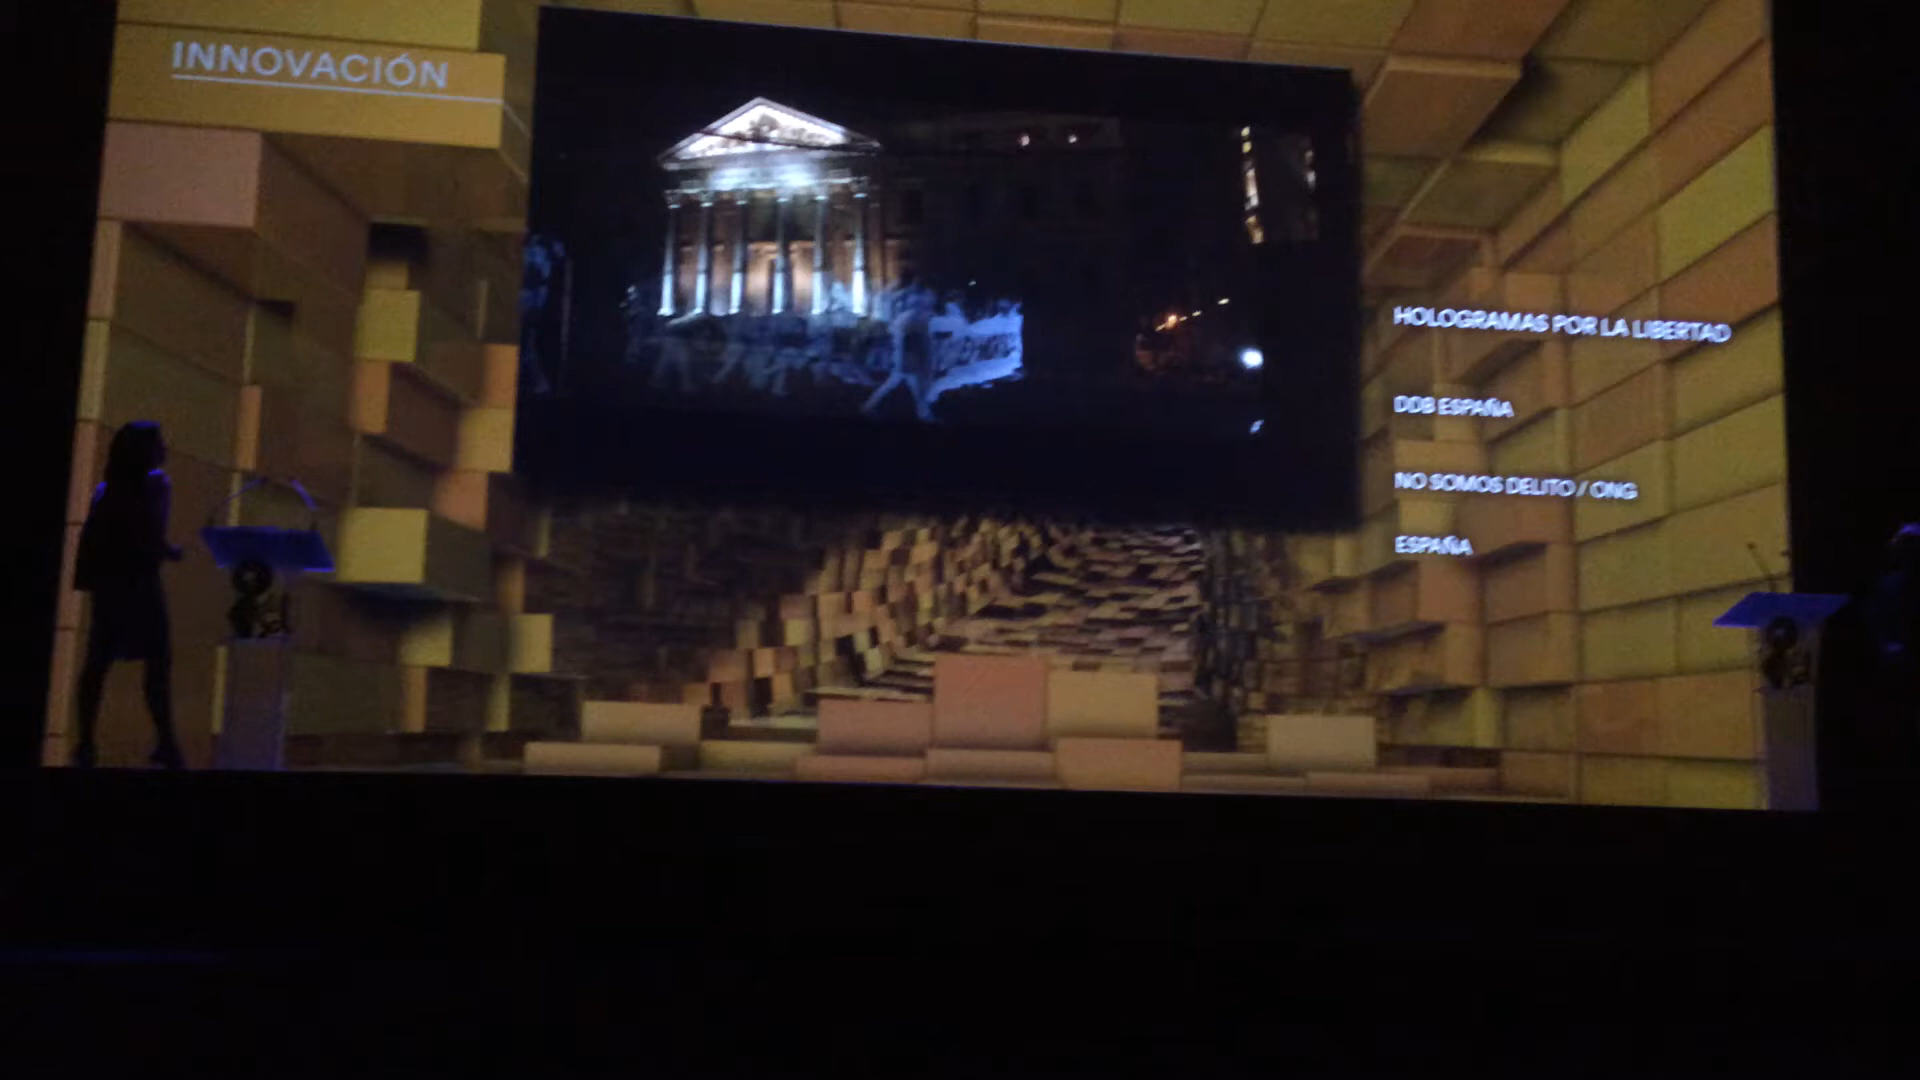 INNOVACIÓN
HOLOGRAMAS POR LA LIBERTAD
DDB ESPAÑA
NO SOMOS DELITO / ONG
ESPAÑA